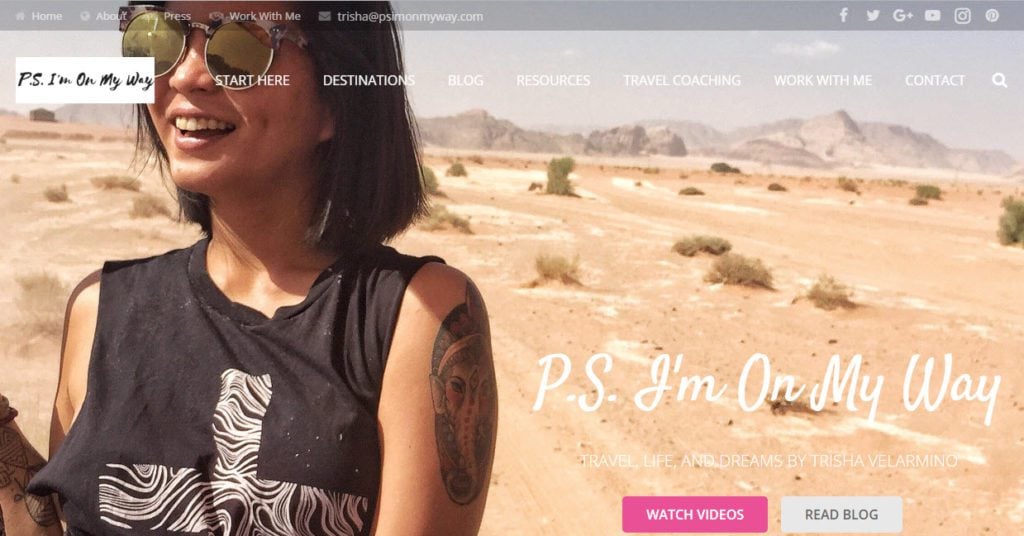 Home About Press Work With Me trisha@psimonmyway.com
P.S. I'm On My Way
START HERE DESTINATIONS BLOG RESOURCES TRAVEL COACHING WORK WITH ME CONTACT
P.S. I'm On My Way
TRAVEL, LIFE, AND DREAMS BY TRISHA VELARMINO
WATCH VIDEOS READ BLOG